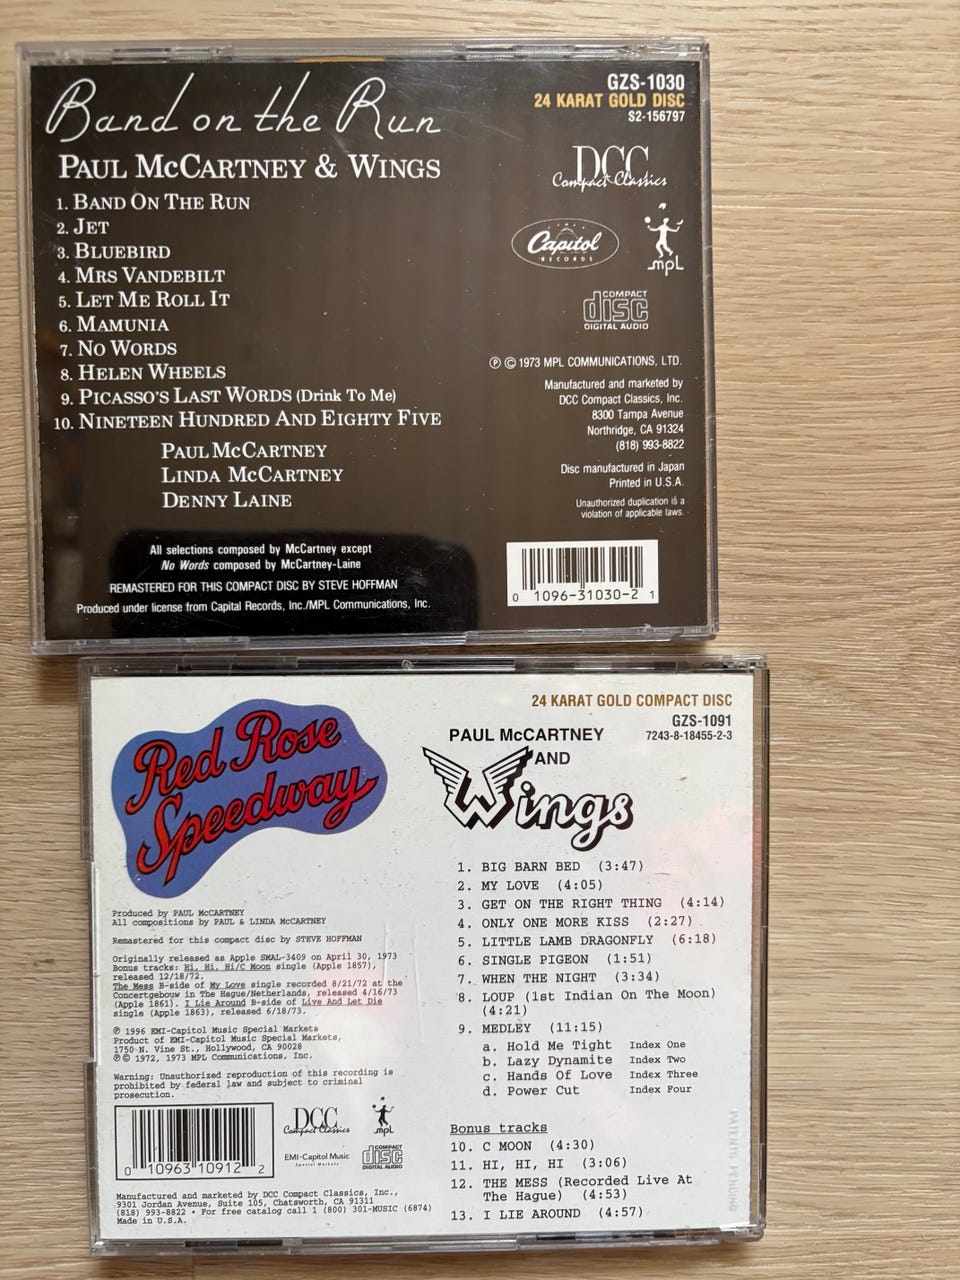 Band on the Run
PAUL McCARTNEY & WINGS
1. BAND ON THE RUN
2. JET
3. BLUEBIRD
4. MRS VANDEBILT
5. LET ME ROLL IT
6. MAMUNIA
7. NO WORDS
8. HELEN WHEELS
9. PICASSO'S LAST WORDS (Drink To Me)
10. NINETEEN HUNDRED AND EIGHTY FIVE
PAUL McCARTNEY
LINDA McCARTNEY
DENNY LAINE
All selections composed by McCartney except
No Words composed by McCartney-Laine
REMASTERED FOR THIS COMPACT DISC BY STEVE HOFFMAN
Produced under license from Capital Records, Inc./MPL Communications, Inc.
GZS-1030
24 KARAT GOLD DISC
S2-156797
DCC
Compact Classics
Capitol
RECORDS
mpL
COMPACT
disc
DIGITAL AUDIO
℗ © 1973 MPL COMMUNICATIONS, LTD.
Manufactured and marketed by
DCC Compact Classics, Inc.
8300 Tampa Avenue
Northridge, CA 91324
(818) 993-8822
Disc manufactured in Japan
Printed in U.S.A.
Unauthorized duplication is a
violation of applicable laws.
0 1096-31030-2 1
Red Rose
Speedway
24 KARAT GOLD COMPACT DISC
GZS-1091
7243-8-18455-2-3
PAUL McCARTNEY
AND
Wings
1. BIG BARN BED (3:47)
2. MY LOVE (4:05)
3. GET ON THE RIGHT THING (4:14)
4. ONLY ONE MORE KISS (2:27)
5. LITTLE LAMB DRAGONFLY (6:18)
6. SINGLE PIGEON (1:51)
7. WHEN THE NIGHT (3:34)
8. LOUP (1st Indian On The Moon)
(4:21)
9. MEDLEY (11:15)
a. Hold Me Tight Index One
b. Lazy Dynamite Index Two
c. Hands Of Love Index Three
d. Power Cut Index Four
Bonus tracks
10. C MOON (4:30)
11. HI, HI, HI (3:06)
12. THE MESS (Recorded Live At
The Hague) (4:53)
13. I LIE AROUND (4:57)
PATENTS PENDING
Produced by PAUL McCARTNEY
All compositions by PAUL & LINDA McCARTNEY
Remastered for this compact disc by STEVE HOFFMAN
Originally released as Apple SMAL-3409 on April 30, 1973
Bonus tracks: Hi, Hi, Hi/C Moon single (Apple 1857),
released 12/18/72.
The Mess B-side of My Love single recorded 8/21/72 at the
Concertgebouw in The Hague/Netherlands, released 4/16/73
(Apple 1861). I Lie Around B-side of Live And Let Die
single (Apple 1863), released 6/18/73.
℗ 1996 EMI-Capitol Music Special Markets
Product of EMI-Capitol Music Special Markets,
1750 N. Vine St., Hollywood, CA 90028
℗© 1972, 1973 MPL Communications, Inc.
Warning: Unauthorized reproduction of this recording is
prohibited by federal law and subject to criminal
prosecution.
0 10963 10912 2
DCC
Compact Classics
mpL
EMI-Capitol Music
Special Markets
COMPACT
disc
DIGITAL AUDIO
Manufactured and marketed by DCC Compact Classics, Inc.,
9301 Jordan Avenue, Suite 105, Chatsworth, CA 91311
(818) 993-8822 • For free catalog call 1 (800) 301-MUSIC (6874)
Made in U.S.A.